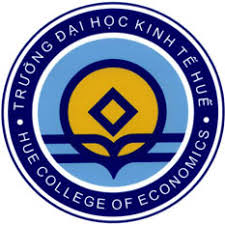 TRƯỜNG ĐẠI HỌC KINH TẾ HUẾ
HUE COLLEGE OF ECONOMICS